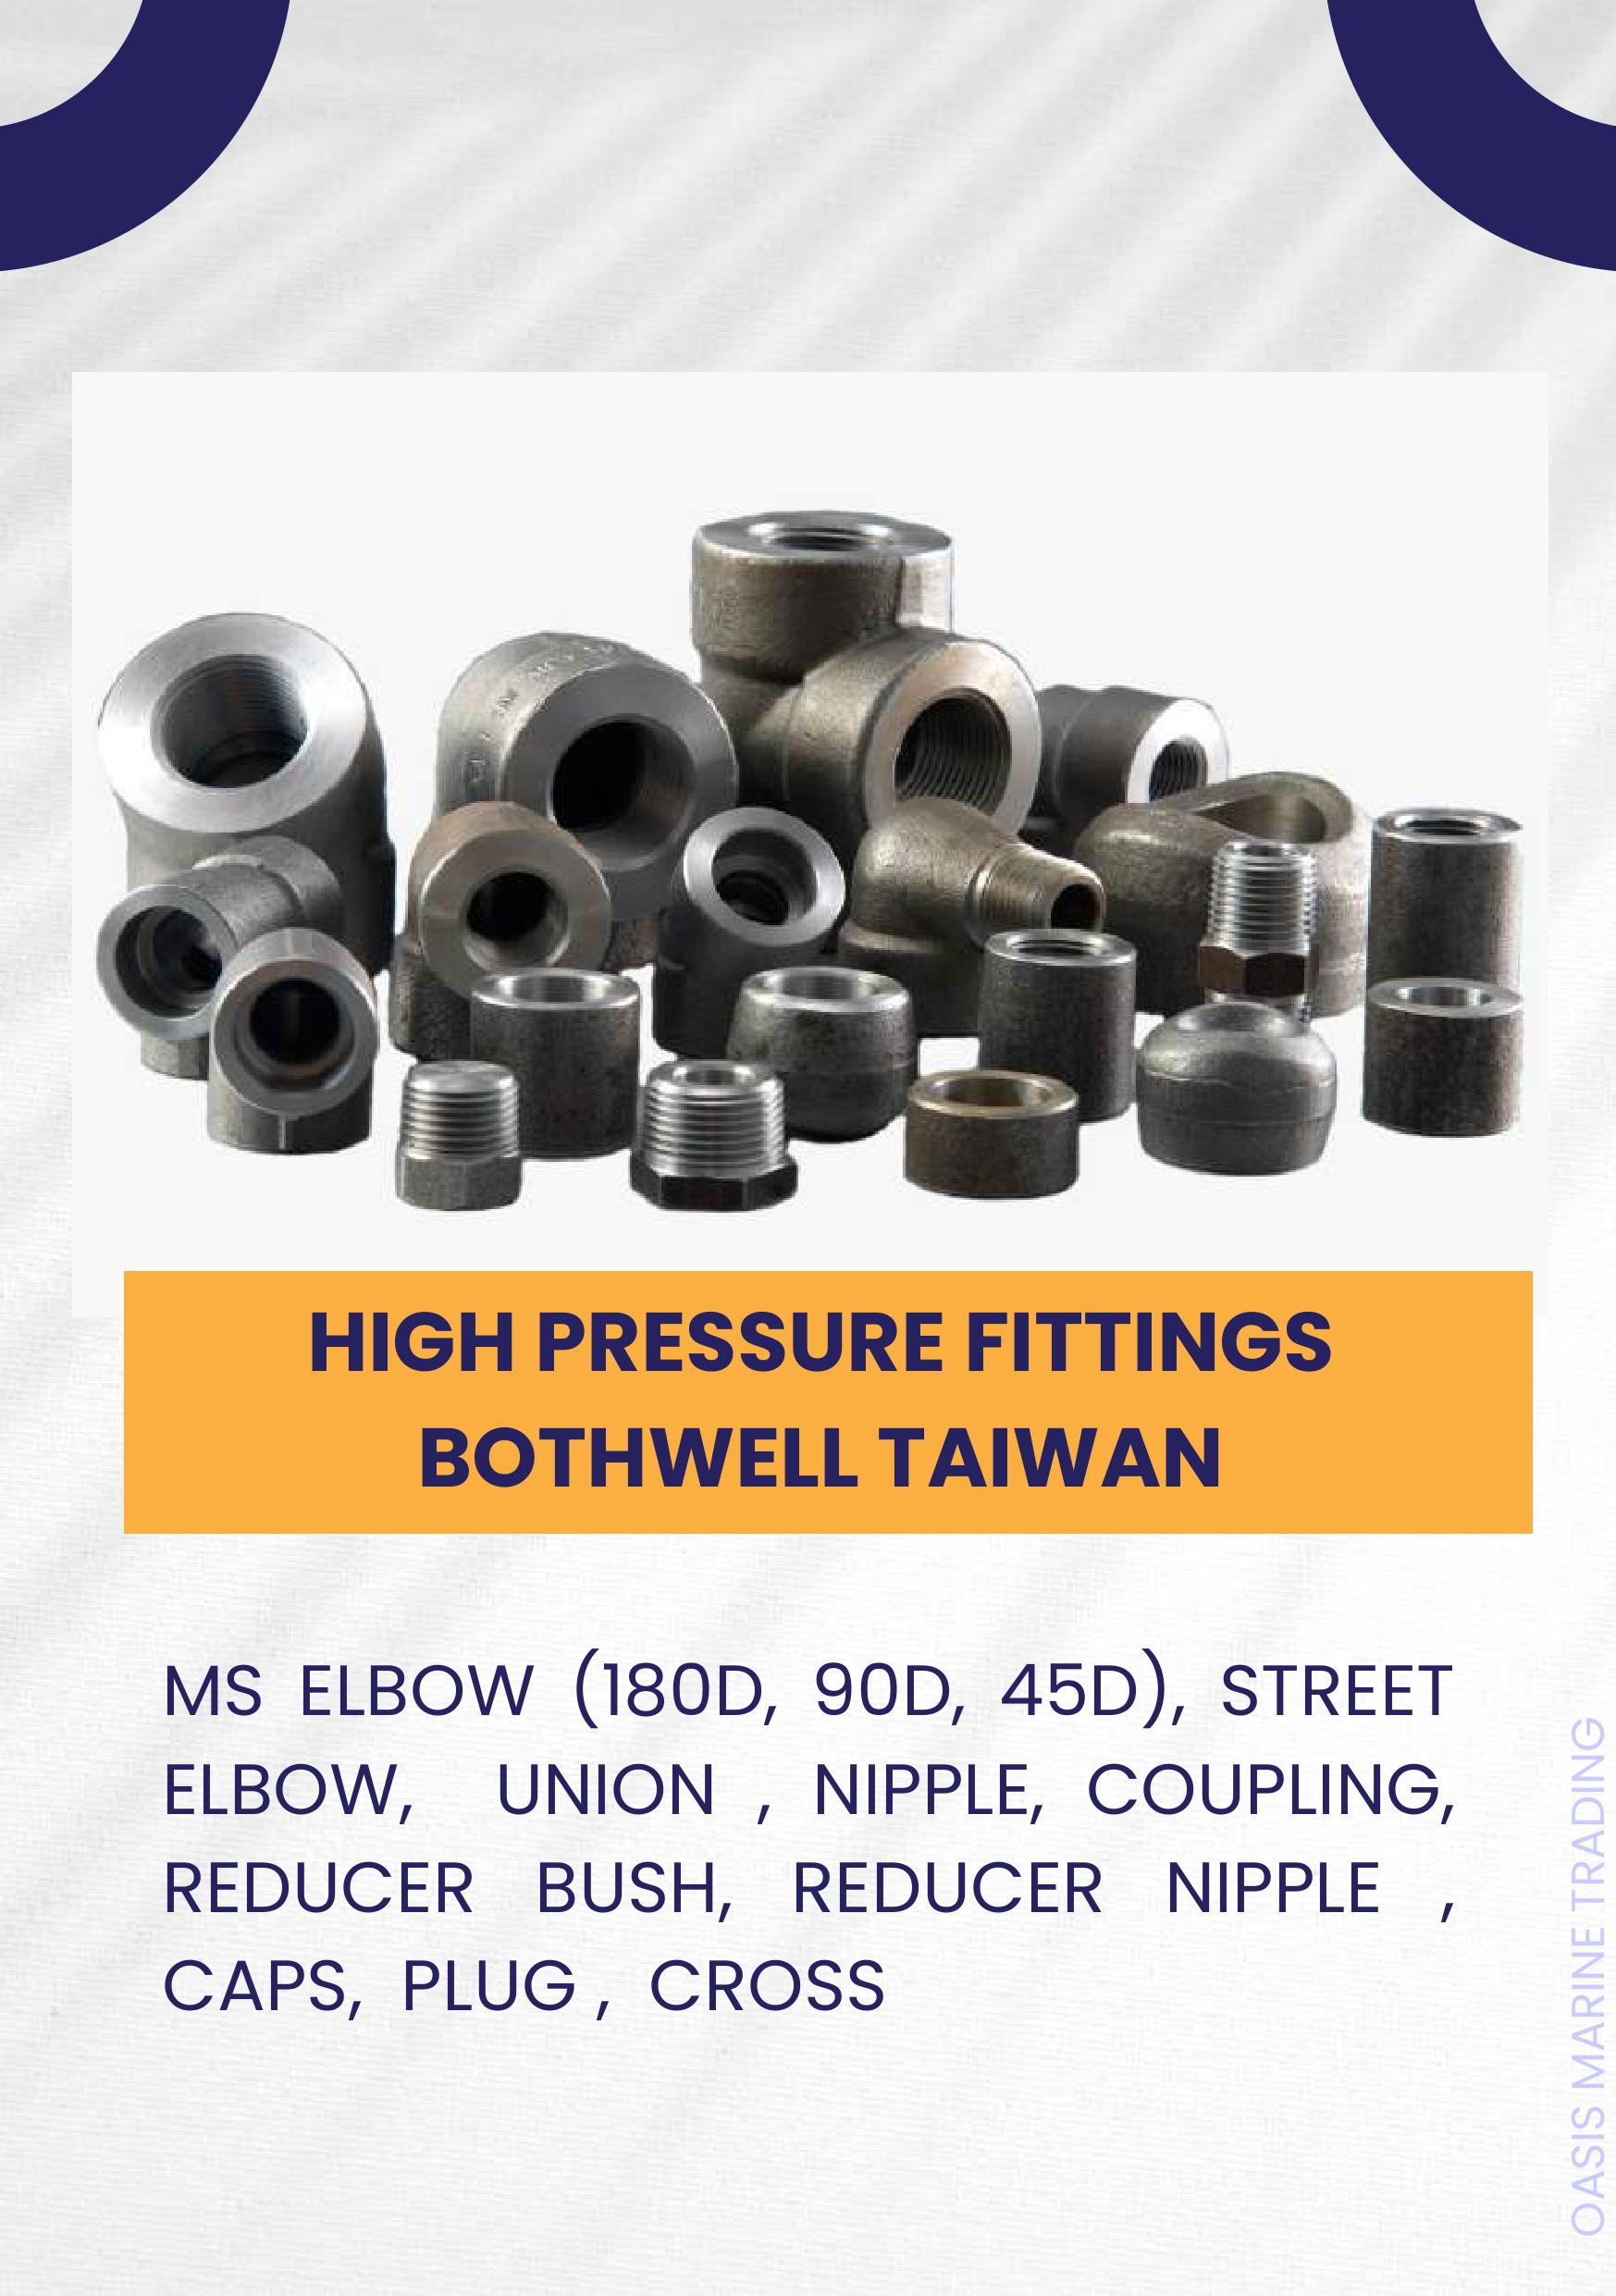 HIGH PRESSURE FITTINGS
BOTHWELL TAIWAN
MS ELBOW (180D, 90D, 45D), STREET
ELBOW, UNION , NIPPLE, COUPLING,
REDUCER BUSH, REDUCER NIPPLE ,
CAPS, PLUG , CROSS
OASIS MARINE TRADING